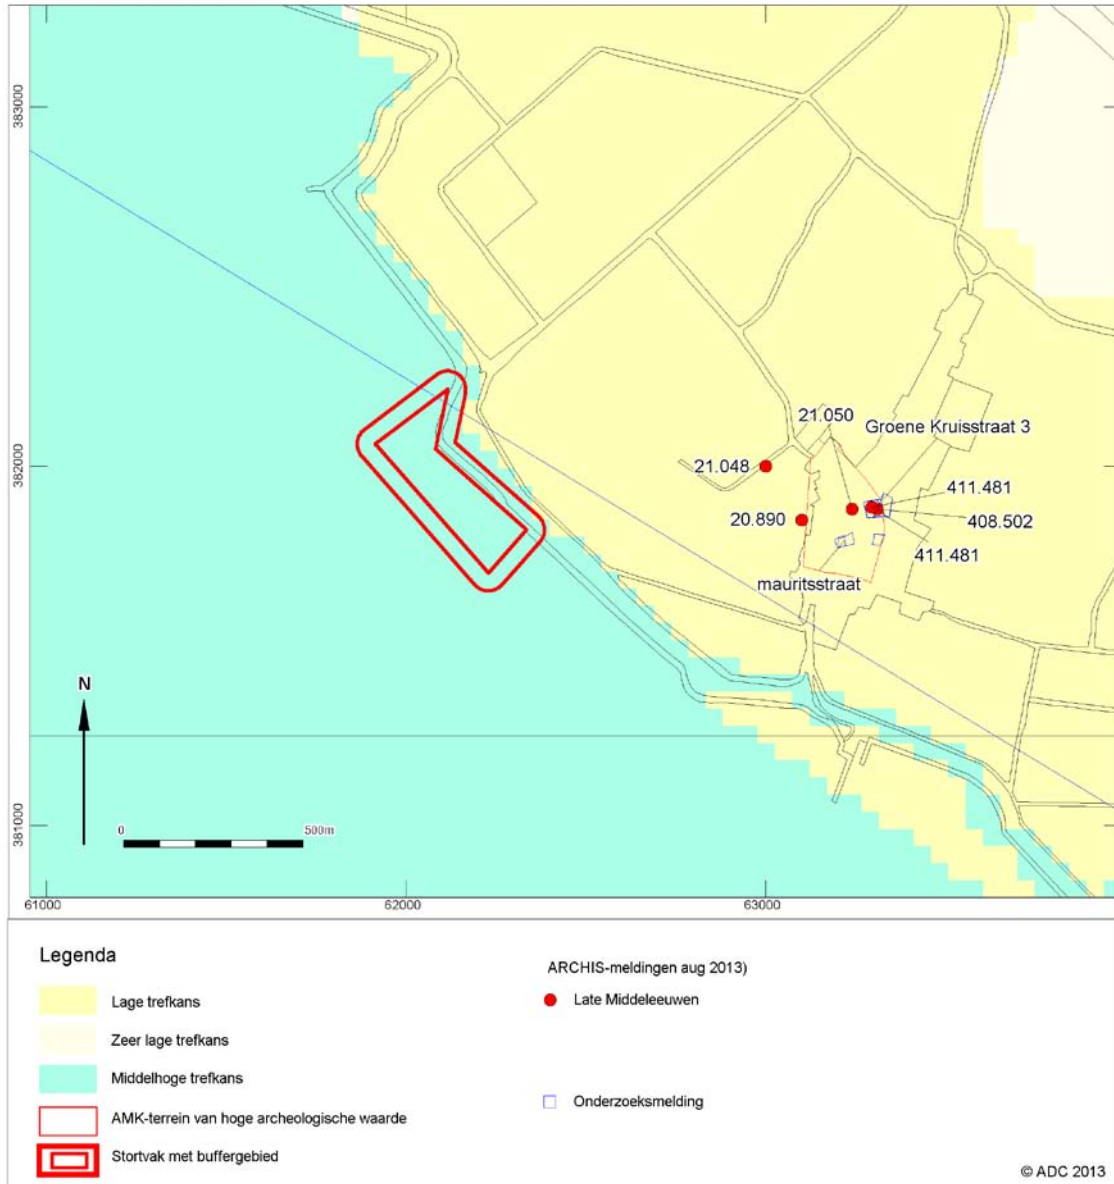 383000
382000
381000
21.050
Groene Kruisstraat 3
21.048
411.481
20.890
408.502
411.481
mauritsstraat
N
0 500m
61000 62000 63000
Legenda
Lage trefkans
Zeer lage trefkans
Middelhoge trefkans
AMK-terrein van hoge archeologische waarde
Stortvak met buffergebied
ARCHIS-meldingen aug 2013)
Late Middeleeuwen
Onderzoeksmelding
© ADC 2013